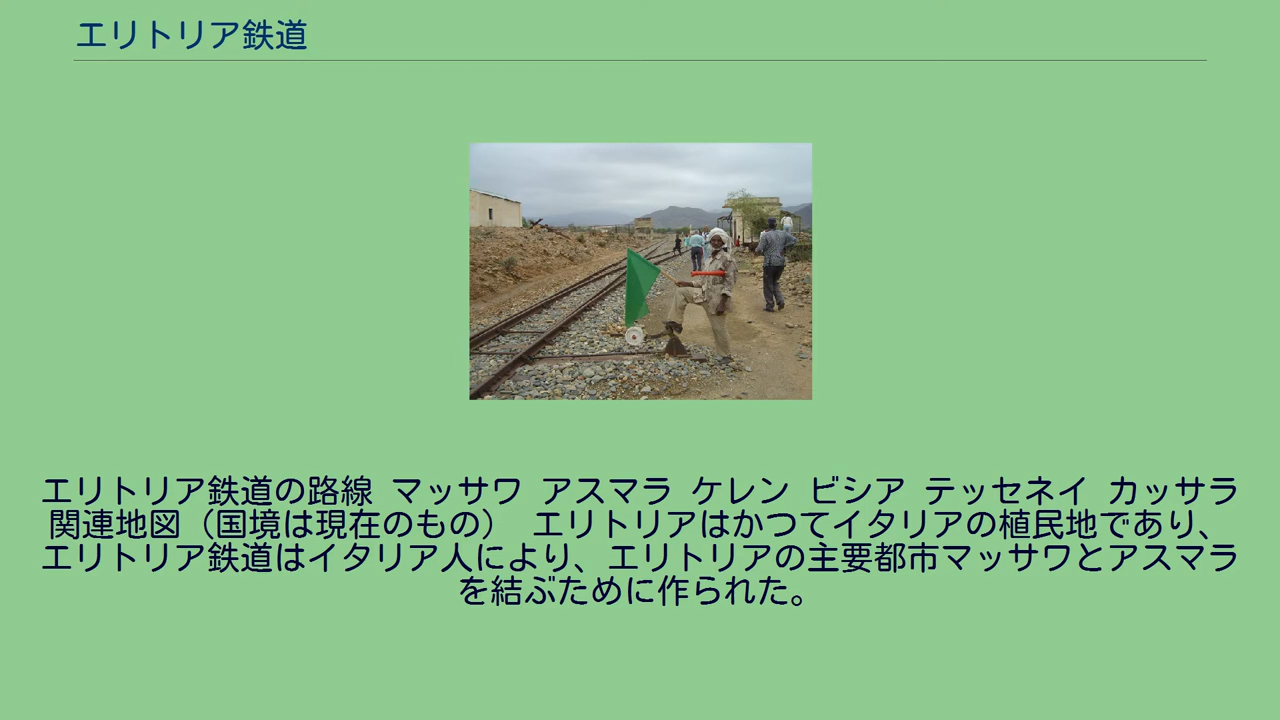 エリトリア鉄道
エリトリア鉄道の路線 マッサワ アスマラ ケレン ビシア テッセネイ カッサラ
関連地図（国境は現在のもの） エリトリアはかつてイタリアの植民地であり、
エリトリア鉄道はイタリア人により、エリトリアの主要都市マッサワとアスマラ
を結ぶために作られた。